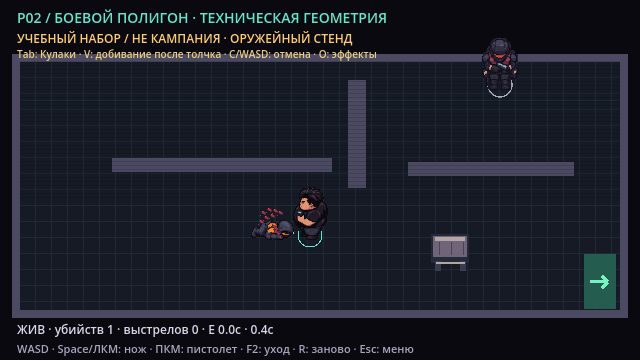 P02 / БОЕВОЙ ПОЛИГОН · ТЕХНИЧЕСКАЯ ГЕОМЕТРИЯ
УЧЕБНЫЙ НАБОР / НЕ КАМПАНИЯ · ОРУЖЕЙНЫЙ СТЕНД
Tab: Кулаки · V: добивание после толчка · C/WASD: отмена · O: эффекты
ЖИВ · убийств 1 · выстрелов 0 · E 0.0с · 0.4с
WASD · Space/ЛКМ: нож · ПКМ: пистолет · F2: уход · R: заново · Esc: меню